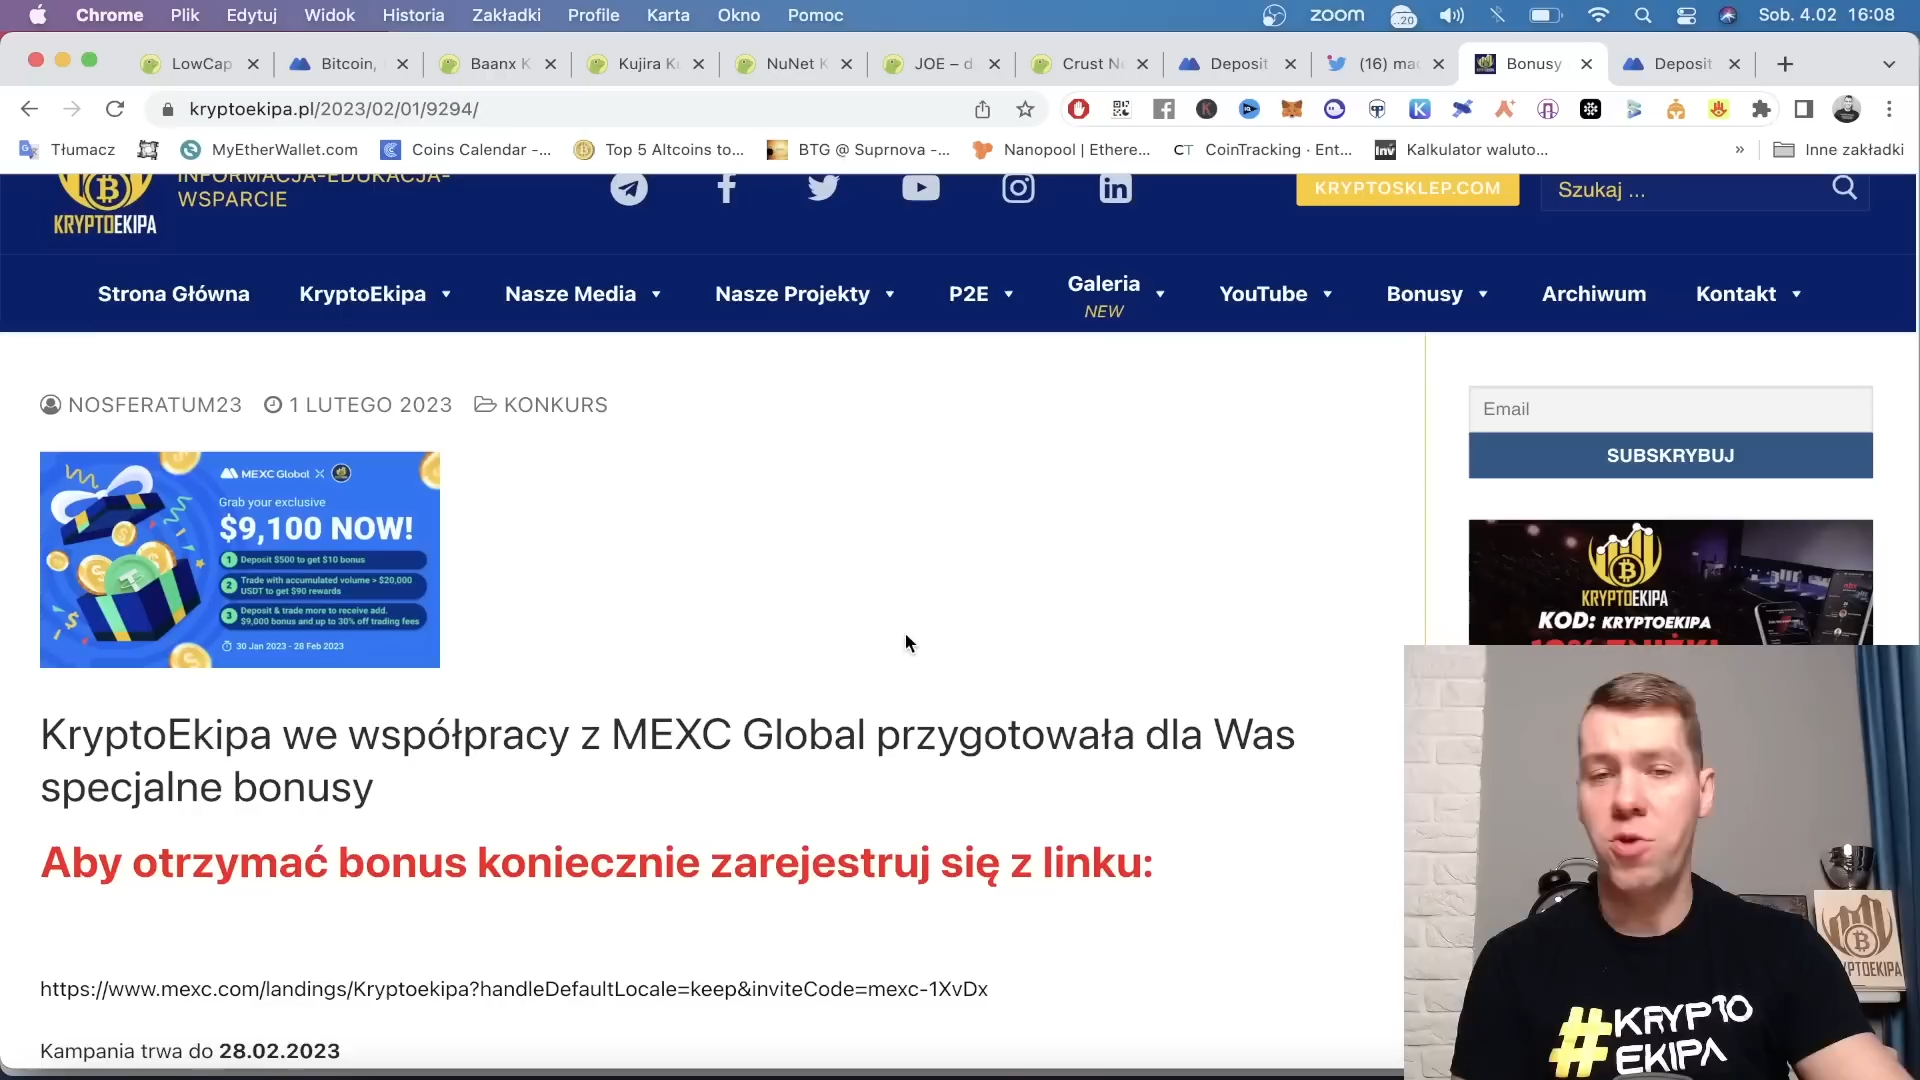 Chrome Plik Edytuj Widok Historia Zakładki Profile Karta Okno Pomoc
zoom ..20 Sob. 4.02 16:08
LowCap Bitcoin, Baanx K Kujira Ku NuNet K JOE – d Crust Ne Deposit (16) mac Bonusy Deposit
kryptoekipa.pl/2023/02/01/9294/
Tłumacz MyEtherWallet.com Coins Calendar -... Top 5 Altcoins to... BTG @ Suprnova -... Nanopool | Ethere... CT CoinTracking · Ent... Inv Kalkulator waluto... » Inne zakładki
INFORMACJA-EDUKACJA-
WSPARCIE
KRYPTOEKIPA
KRYPTOSKLEP.COM
Szukaj ...
Strona Główna KryptoEkipa Nasze Media Nasze Projekty P2E Galeria NEW YouTube Bonusy Archiwum Kontakt
NOSFERATUM23 1 LUTEGO 2023 KONKURS
MEXC Global X
Grab your exclusive
$9,100 NOW!
1 Deposit $500 to get $10 bonus
2 Trade with accumulated volume > $20,000
USDT to get $90 rewards
3 Deposit & trade more to receive add.
$9,000 bonus and up to 30% off trading fees
30 Jan 2023 - 28 Feb 2023
Email
SUBSKRYBUJ
KRYPTOEKIPA
KOD: KRYPTOEKIPA
KryptoEkipa we współpracy z MEXC Global przygotowała dla Was
specjalne bonusy
Aby otrzymać bonus koniecznie zarejestruj się z linku:
https://www.mexc.com/landings/Kryptoekipa?handleDefaultLocale=keep&inviteCode=mexc-1XvDx
Kampania trwa do 28.02.2023
#KRYPTO
EKIPA